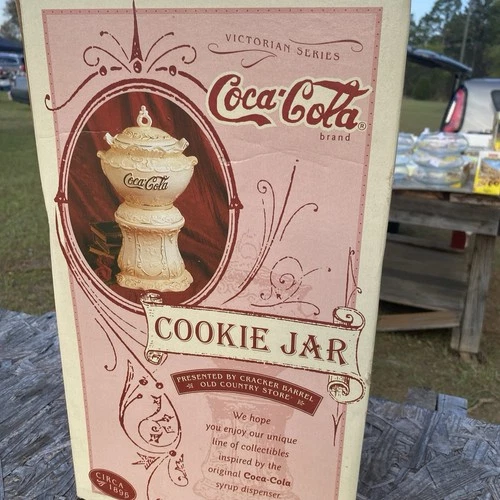 VICTORIAN SERIES
Coca-Cola®
brand
Coca-Cola
COOKIE JAR
PRESENTED BY CRACKER BARREL
OLD COUNTRY STORE®
We hope
you enjoy our unique
line of collectibles
inspired by the
original Coca-Cola
syrup dispenser.
CIRCA
1896